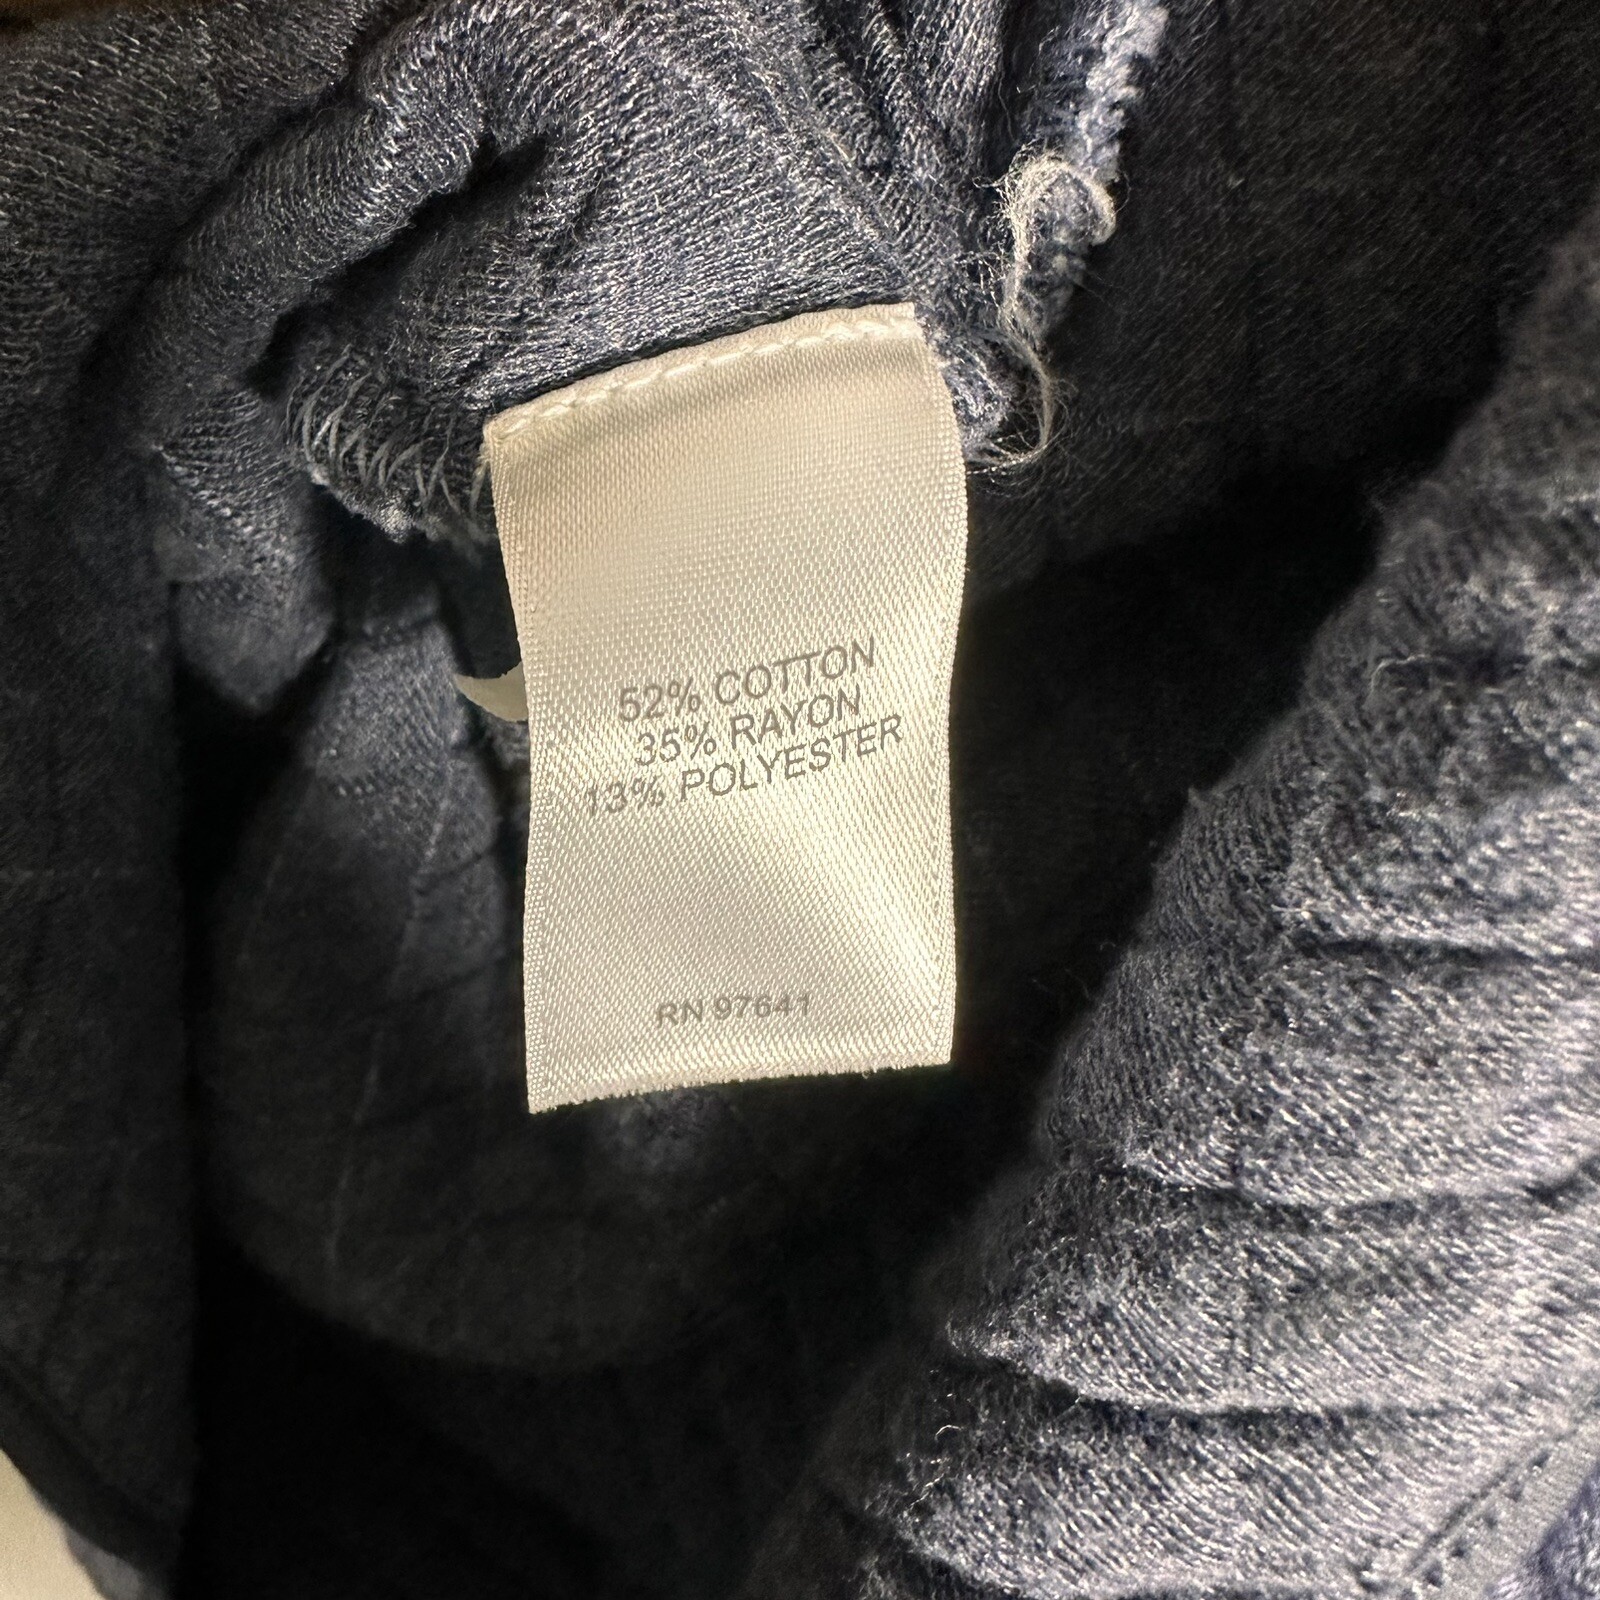 52% COTTON
35% RAYON
13% POLYESTER
RN 97641